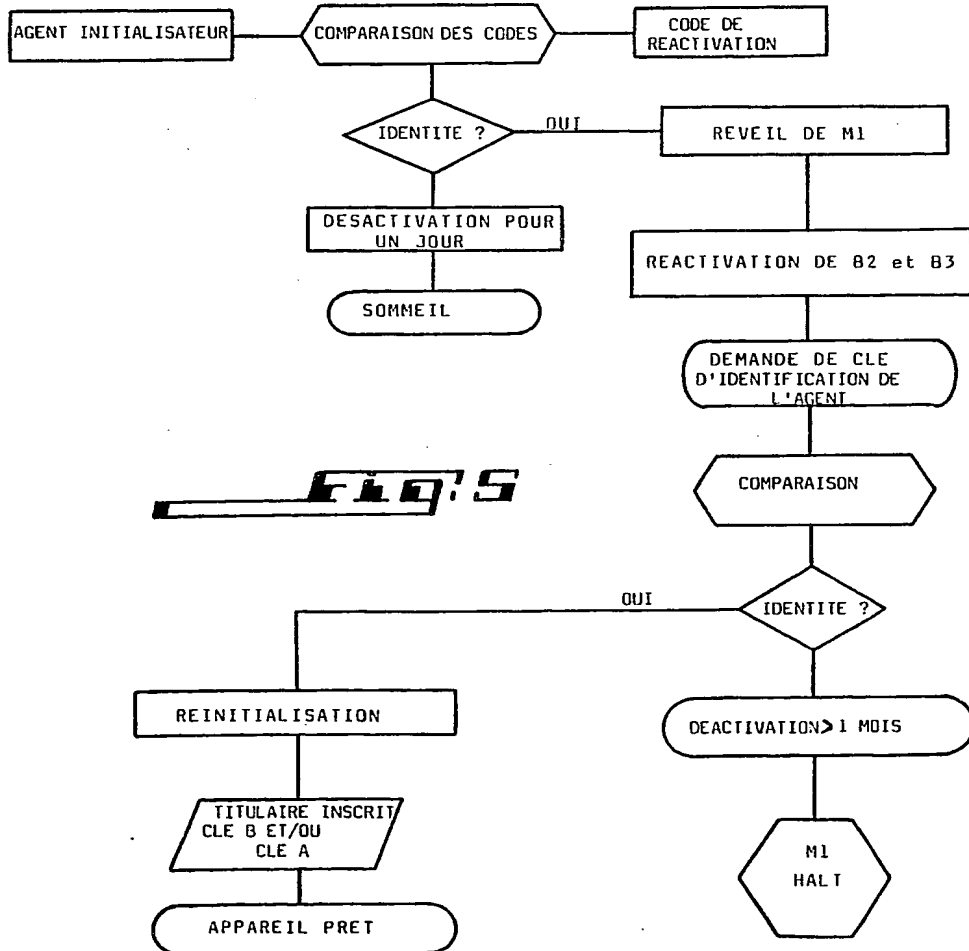 AGENT INITIALISATEUR
COMPARAISON DES CODES
CODE DE
REACTIVATION
IDENTITE ?
OUI
REVEIL DE M1
DESACTIVATION POUR
UN JOUR
REACTIVATION DE B2 et B3
SOMMEIL
DEMANDE DE CLE
D'IDENTIFICATION DE
L'AGENT
fig. 5
COMPARAISON
OUI
IDENTITE ?
REINITIALISATION
DEACTIVATION > 1 MOIS
TITULAIRE INSCRIT
CLE B ET/OU
CLE A
M1
HALT
APPAREIL PRET